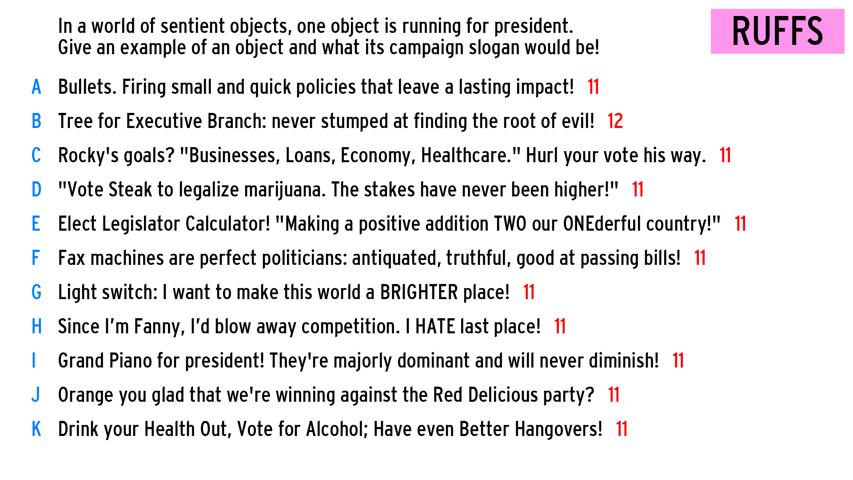 In a world of sentient objects, one object is running for president.
Give an example of an object and what its campaign slogan would be!
RUFFS
A Bullets. Firing small and quick policies that leave a lasting impact! 11
B Tree for Executive Branch: never stumped at finding the root of evil! 12
C Rocky's goals? "Businesses, Loans, Economy, Healthcare." Hurl your vote his way. 11
D "Vote Steak to legalize marijuana. The stakes have never been higher!" 11
E Elect Legislator Calculator! "Making a positive addition TWO our ONEderful country!" 11
F Fax machines are perfect politicians: antiquated, truthful, good at passing bills! 11
G Light switch: I want to make this world a BRIGHTER place! 11
H Since I'm Fanny, I'd blow away competition. I HATE last place! 11
I Grand Piano for president! They're majorly dominant and will never diminish! 11
J Orange you glad that we're winning against the Red Delicious party? 11
K Drink your Health Out, Vote for Alcohol; Have even Better Hangovers! 11